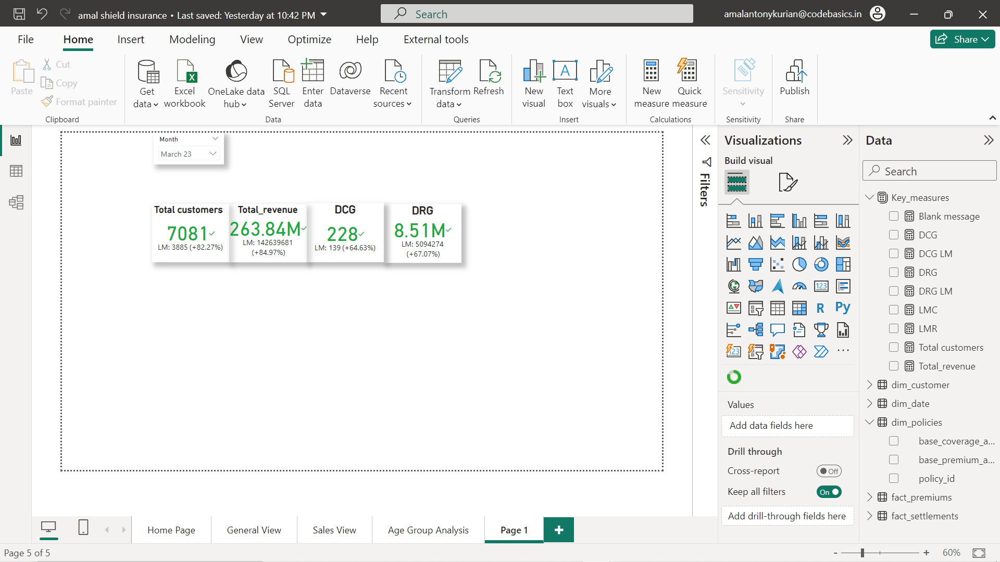 amal shield insurance • Last saved: Yesterday at 10:42 PM
Search
amalantonykurian@codebasics.in
File
Home
Insert
Modeling
View
Optimize
Help
External tools
Share
Paste
Cut
Copy
Format painter
Clipboard
Get data
Excel workbook
OneLake data hub
SQL Server
Enter data
Dataverse
Recent sources
Data
Transform data
Refresh
Queries
New visual
Text box
More visuals
Insert
New measure
Quick measure
Calculations
Sensitivity
Sensitivity
Publish
Share
Month
March 23
Total customers
7081
LM: 3885 (+82.27%)
Total_revenue
263.84M
LM: 142639681
(+84.97%)
DCG
228
LM: 139 (+64.63%)
DRG
8.51M
LM: 5094274
(+67.07%)
Filters
Visualizations
Build visual
123
R
Py
123
Values
Add data fields here
Drill through
Cross-report
Off
Keep all filters
On
Add drill-through fields here
Data
Search
Key_measures
Blank message
DCG
DCG LM
DRG
DRG LM
LMC
LMR
Total customers
Total_revenue
dim_customer
dim_date
dim_policies
base_coverage_a...
base_premium_a...
policy_id
fact_premiums
fact_settlements
Home Page
General View
Sales View
Age Group Analysis
Page 1
Page 5 of 5
- + 60%